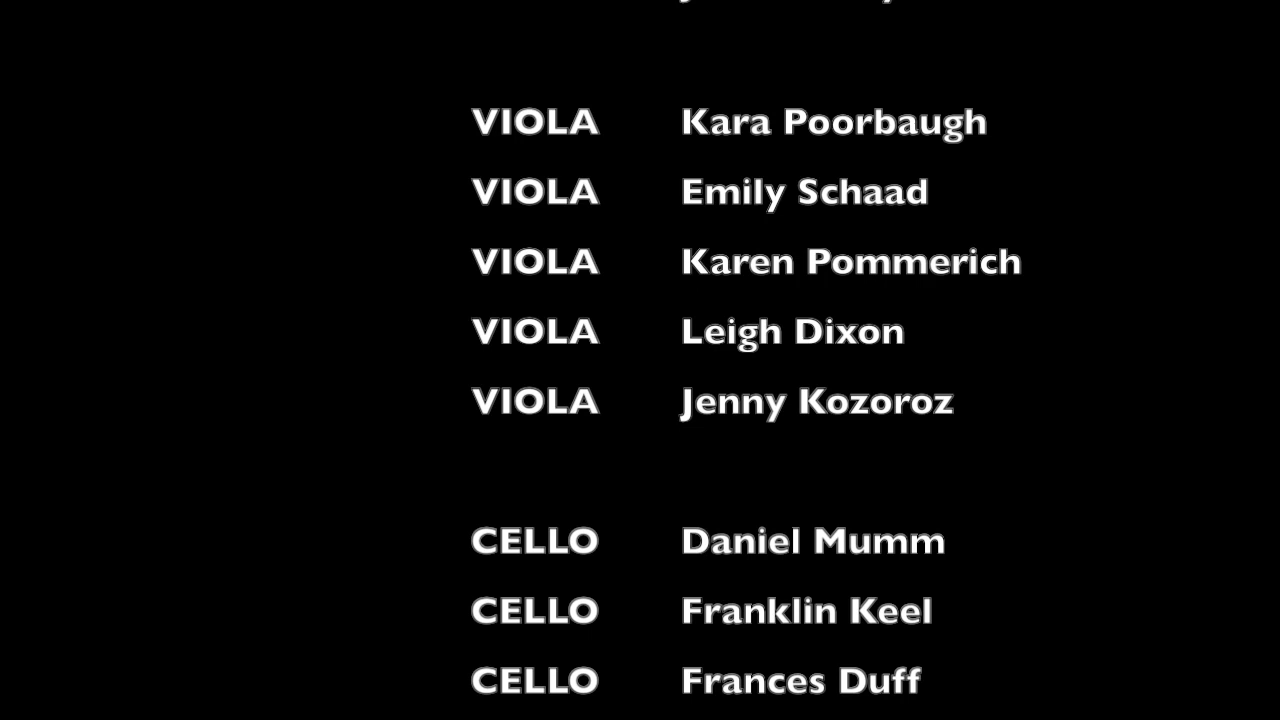 VIOLA Kara Poorbaugh
VIOLA Emily Schaad
VIOLA Karen Pommerich
VIOLA Leigh Dixon
VIOLA Jenny Kozoroz
CELLO Daniel Mumm
CELLO Franklin Keel
CELLO Frances Duff